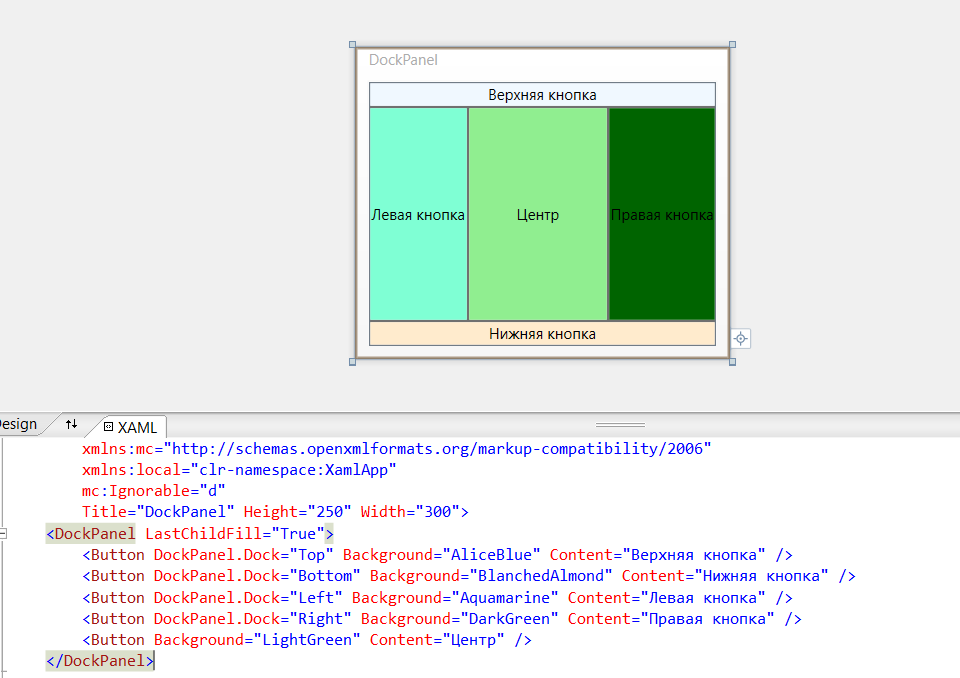 DockPanel
Верхняя кнопка
Левая кнопка
Центр
Правая кнопка
Нижняя кнопка
esign
XAML
xmlns:mc="http://schemas.openxmlformats.org/markup-compatibility/2006"
xmlns:local="clr-namespace:XamlApp"
mc:Ignorable="d"
Title="DockPanel" Height="250" Width="300">
<DockPanel LastChildFill="True">
<Button DockPanel.Dock="Top" Background="AliceBlue" Content="Верхняя кнопка" />
<Button DockPanel.Dock="Bottom" Background="BlanchedAlmond" Content="Нижняя кнопка" />
<Button DockPanel.Dock="Left" Background="Aquamarine" Content="Левая кнопка" />
<Button DockPanel.Dock="Right" Background="DarkGreen" Content="Правая кнопка" />
<Button Background="LightGreen" Content="Центр" />
</DockPanel>